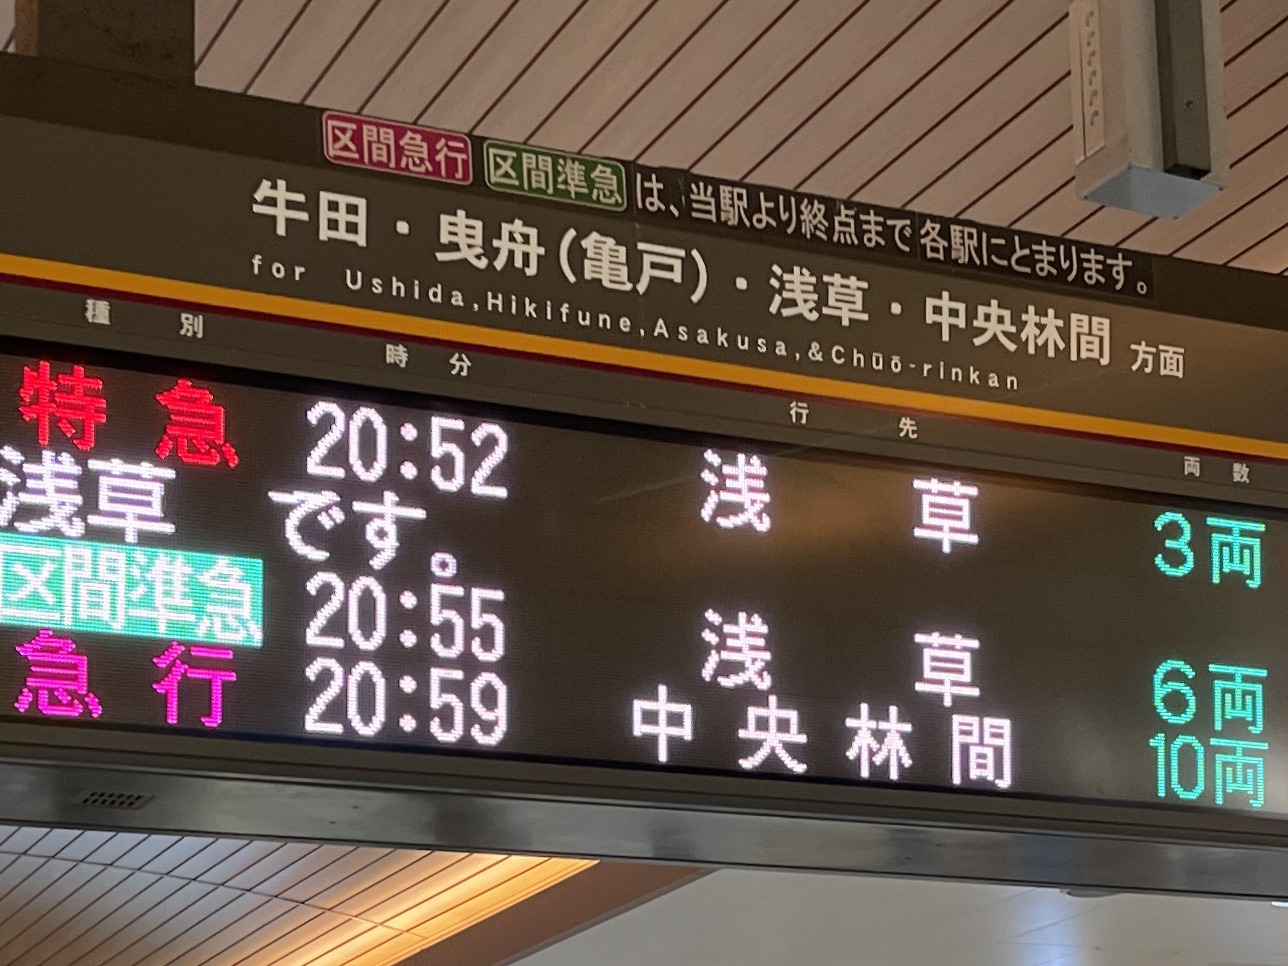 区間急行 区間準急 は、当駅より終点まで各駅にとまります。
牛田・曳舟(亀戸)・浅草・中央林間 方面
for Ushida,Hikifune,Asakusa,&Chūō-rinkan
種別 時分 行先 両数
特急 20:52 浅草 3両
浅草 です。
区間準急 20:55 浅草 6両
急行 20:59 中央林間 10両